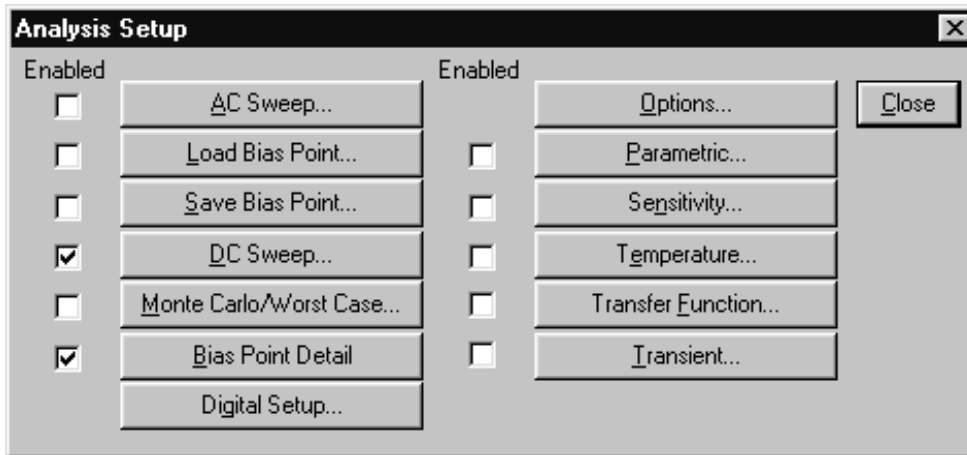 Analysis Setup
Enabled
Enabled
AC Sweep...
Options...
Close
Load Bias Point...
Parametric...
Save Bias Point...
Sensitivity...
DC Sweep...
Temperature...
Monte Carlo/Worst Case...
Transfer Function...
Bias Point Detail
Transient...
Digital Setup...